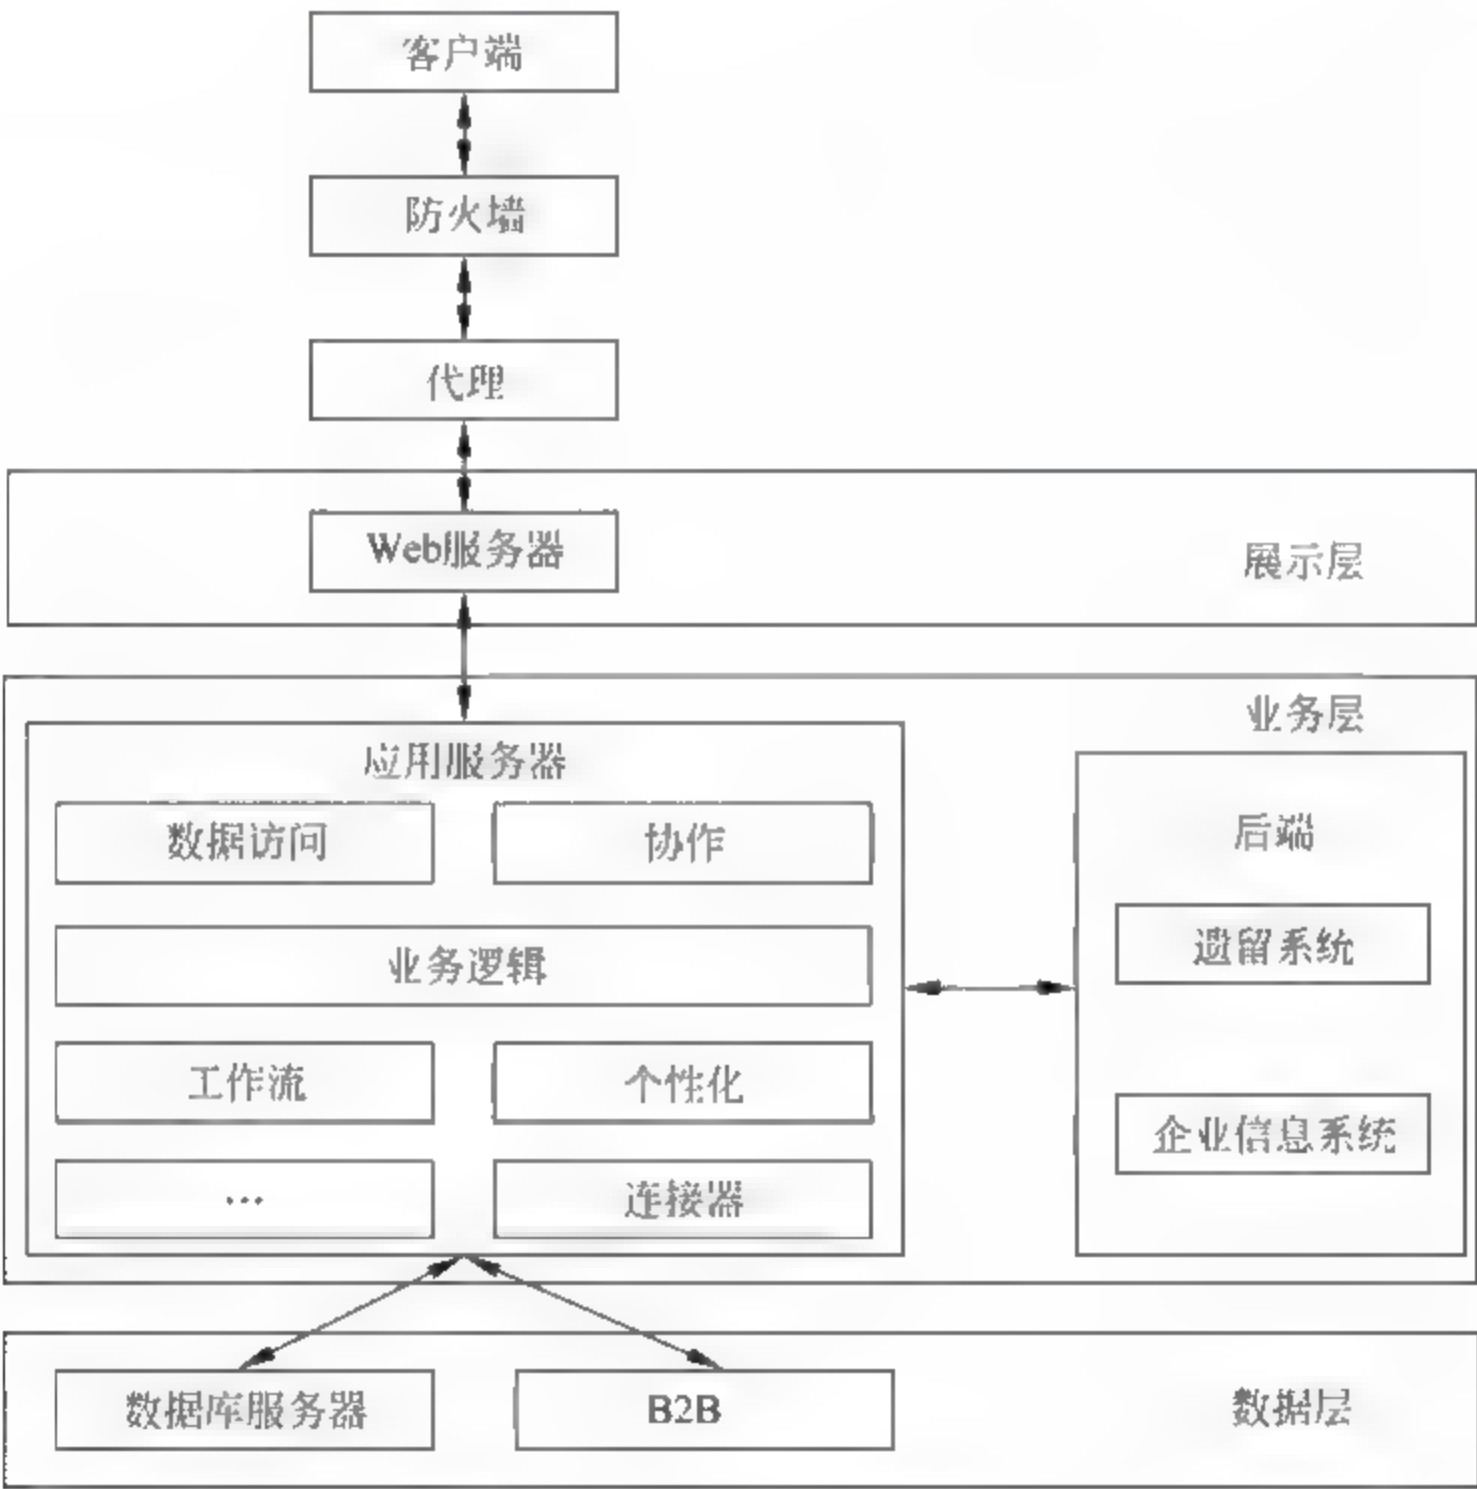 客户端
防火墙
代理
Web服务器
展示层
业务层
应用服务器
数据访问
协作
业务逻辑
工作流
个性化
...
连接器
后端
遗留系统
企业信息系统
数据库服务器
B2B
数据层